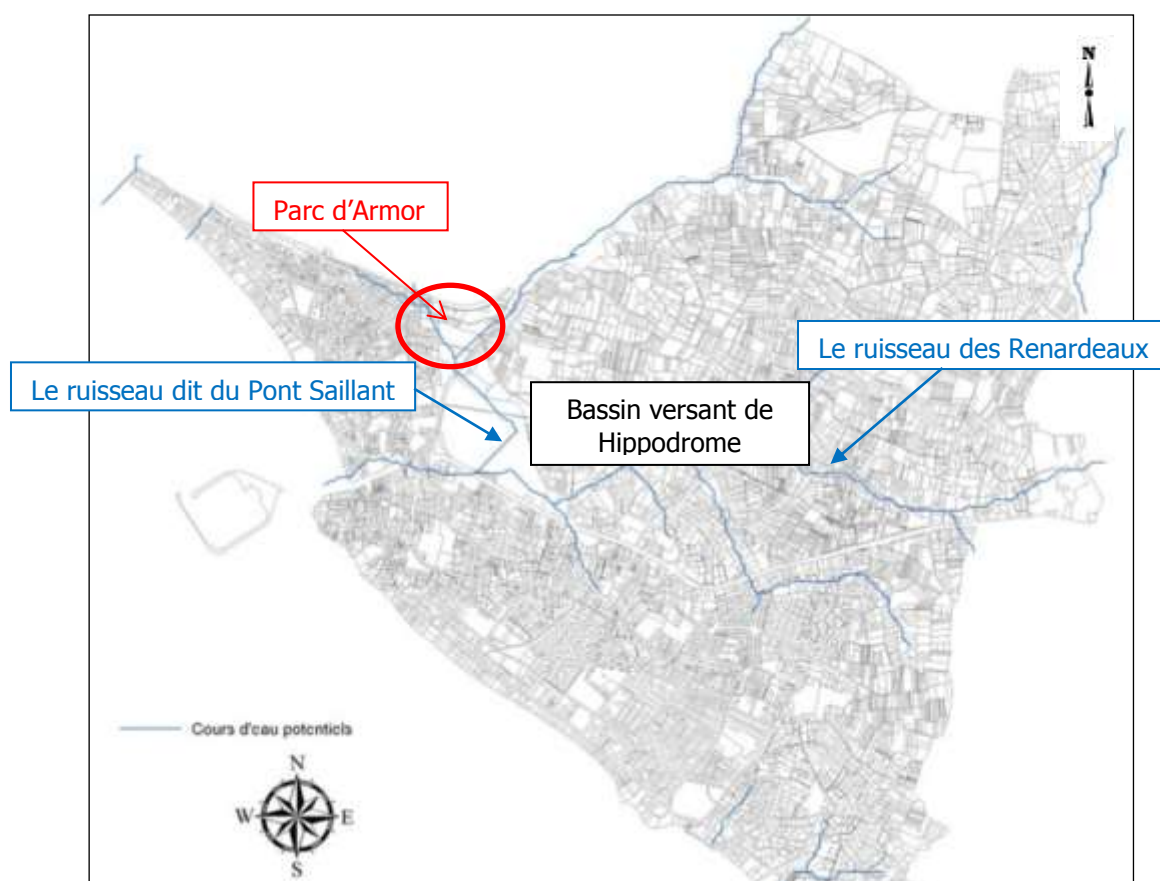 N
Parc d'Armor
Le ruisseau des Renardeaux
Le ruisseau dit du Pont Saillant
Bassin versant de
Hippodrome
Cours d'eau potentiels
N
W
E
S